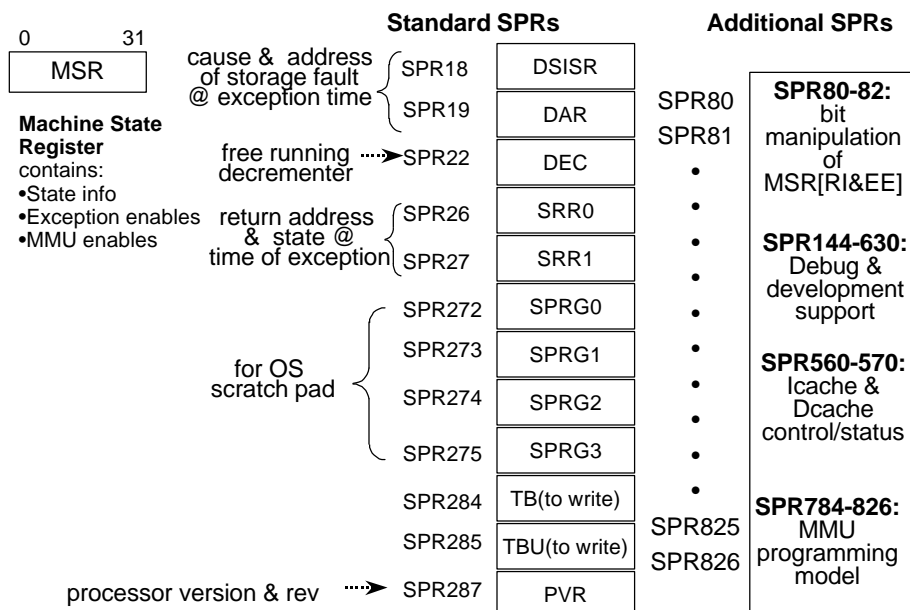 Standard SPRs
Additional SPRs
0 31
MSR
Machine State
Register
contains:
•State info
•Exception enables
•MMU enables
cause & address
of storage fault
@ exception time
SPR18 DSISR
SPR19 DAR
free running
decrementer
SPR22 DEC
return address
& state @
time of exception
SPR26 SRR0
SPR27 SRR1
for OS
scratch pad
SPR272 SPRG0
SPR273 SPRG1
SPR274 SPRG2
SPR275 SPRG3
SPR284 TB(to write)
SPR285 TBU(to write)
processor version & rev
SPR287 PVR
SPR80
SPR81
•
•
•
•
•
•
•
•
•
•
SPR825
SPR826
SPR80-82:
bit
manipulation
of
MSR[RI&EE]
SPR144-630:
Debug &
development
support
SPR560-570:
Icache &
Dcache
control/status
SPR784-826:
MMU
programming
model